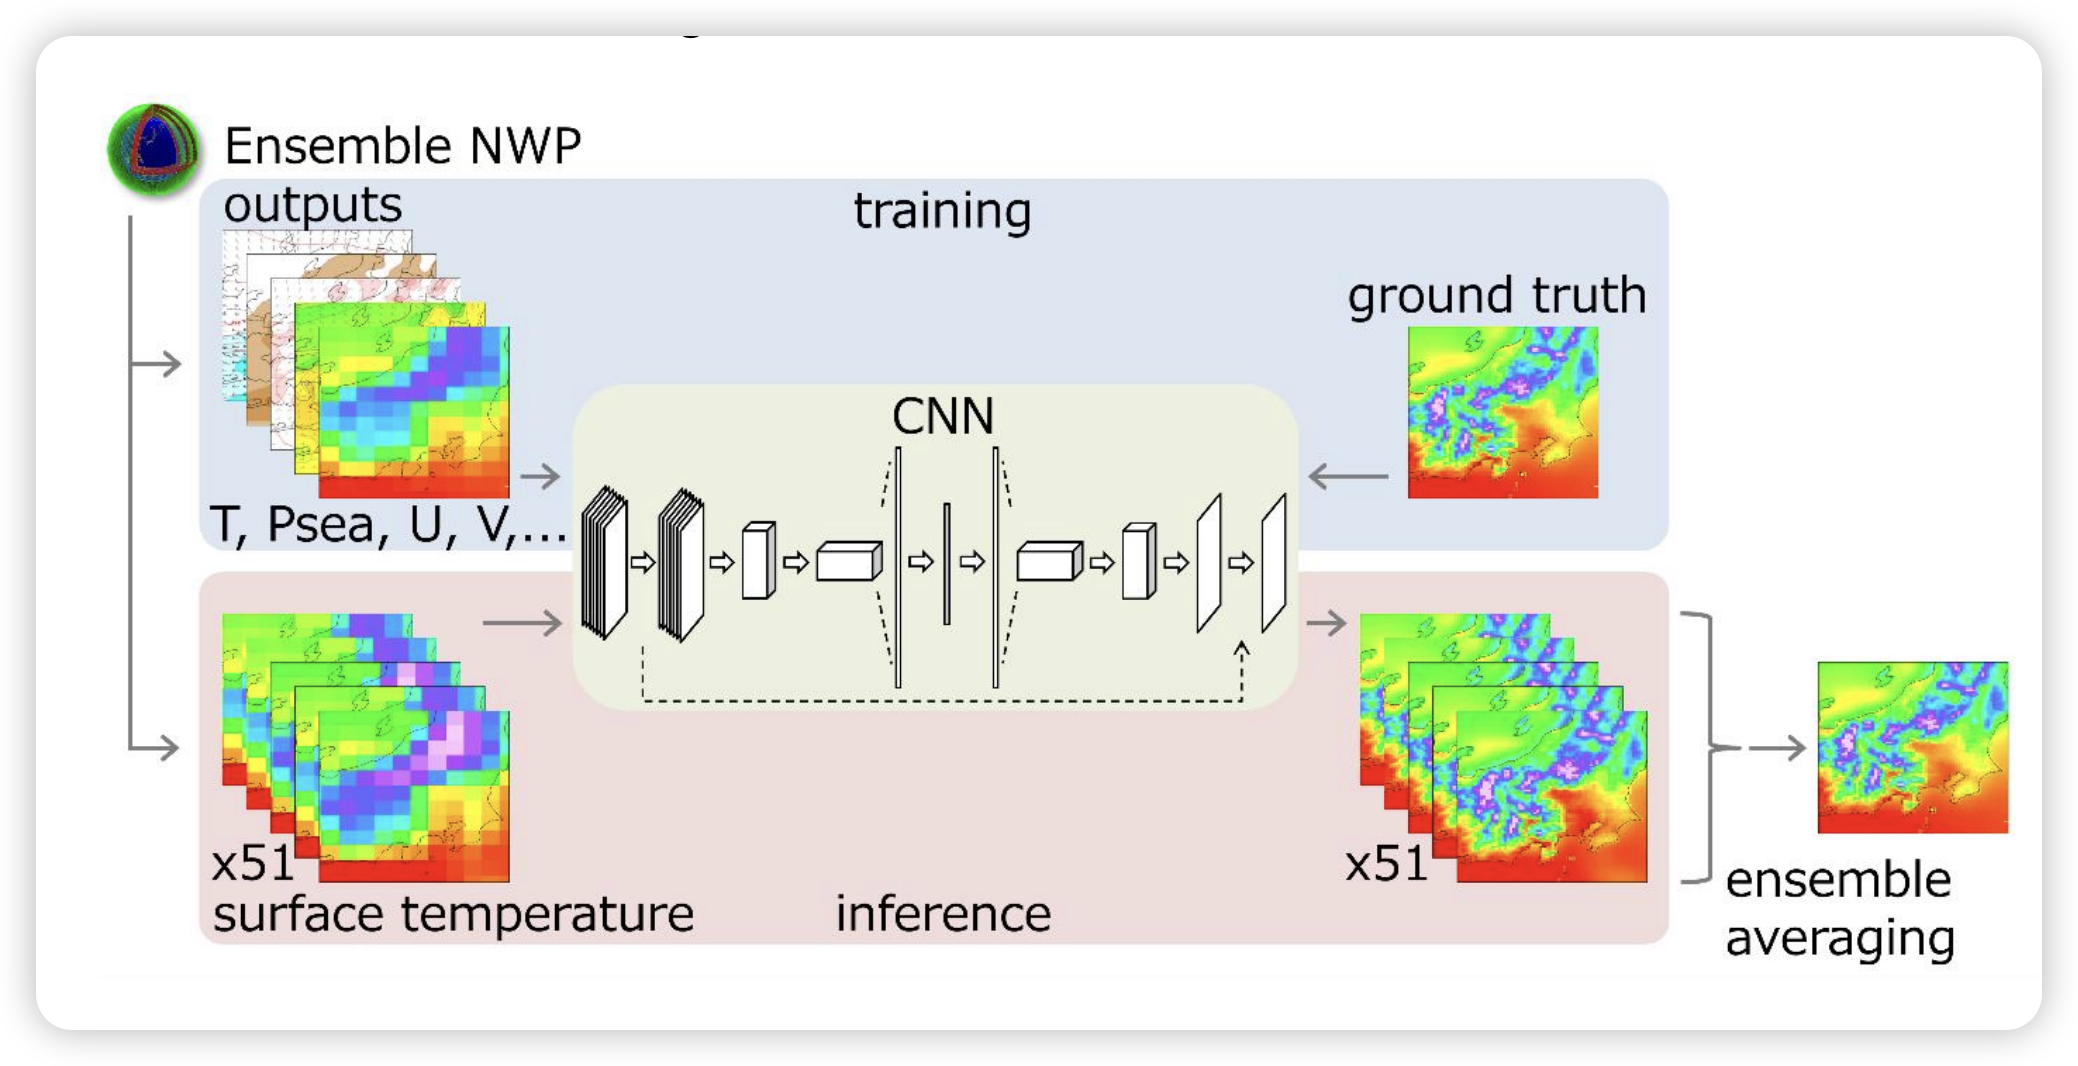 Ensemble NWP
outputs
training
ground truth
CNN
T, Psea, U, V,...
x51
surface temperature
inference
x51
ensemble
averaging